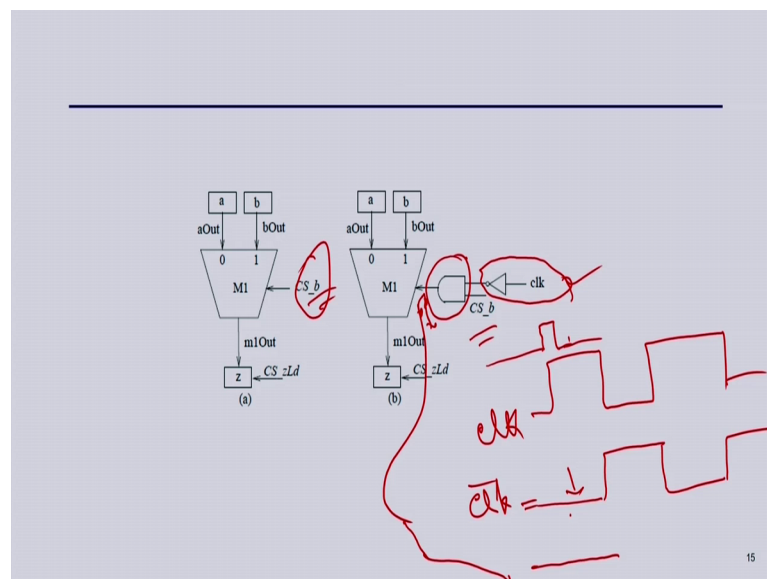 a b a b
aOut bOut aOut bOut
0 1 0 1
M1 CS_b M1 clk
CS_b
m1Out m1Out
z CS_zLd z CS_zLd
(a) (b)
clk
clk =
15